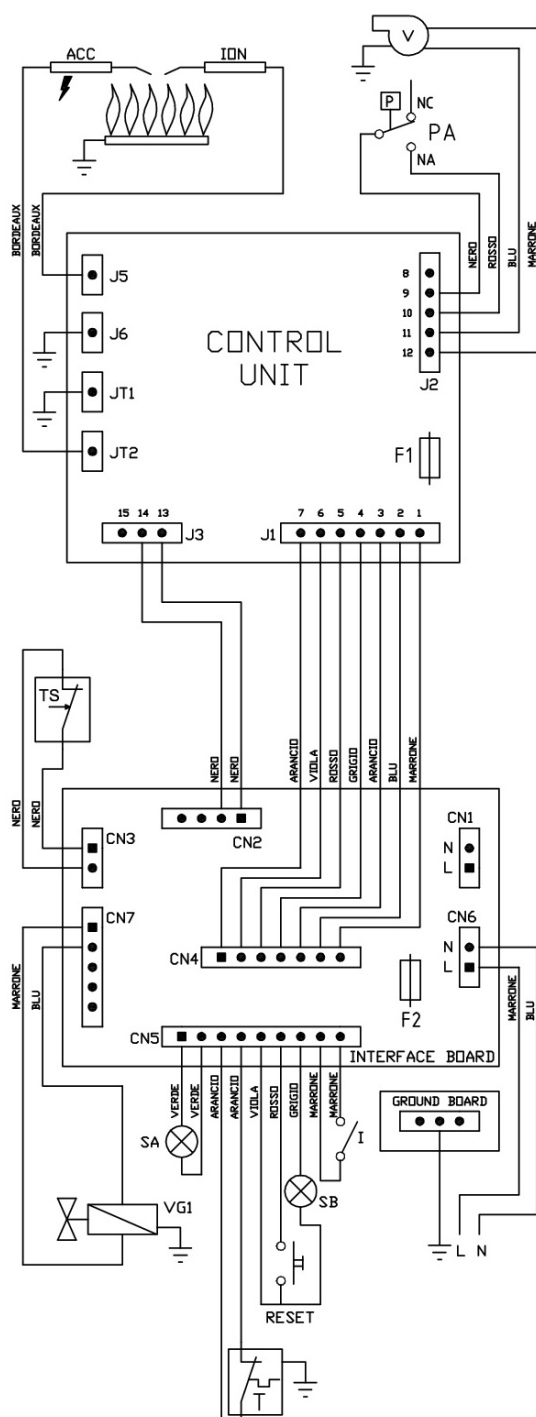 ACC
ION
V
P
NC
PA
NA
BORDEAUX
BORDEAUX
NERO
ROSSO
BLU
MARRONE
J5
J6
JT1
JT2
CONTROL
UNIT
8
9
10
11
12
J2
F1
15 14 13
J3
7 6 5 4 3 2 1
J1
TS
NERO
NERO
NERO
NERO
ARANCIO
VIOLA
ROSSO
GRIGIO
ARANCIO
BLU
MARRONE
CN3
CN2
CN1
N
L
CN7
CN4
CN6
N
L
F2
MARRONE
BLU
MARRONE
BLU
CN5
INTERFACE BOARD
VERDE
VERDE
ARANCIO
ARANCIO
VIOLA
ROSSO
GRIGIO
MARRONE
MARRONE
SA
I
GROUND BOARD
SB
VG1
L N
RESET
T